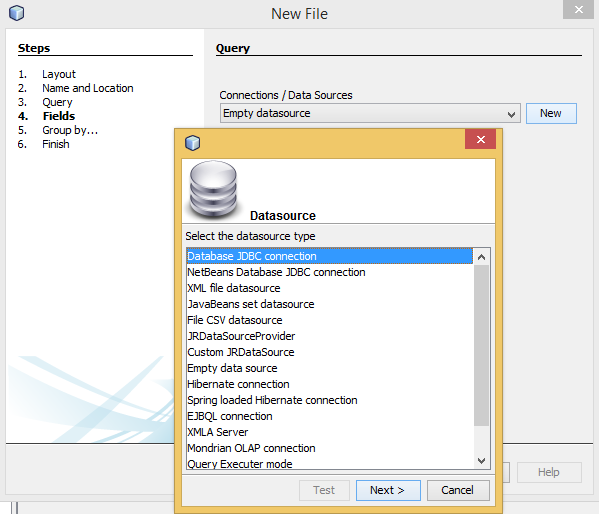 New File
Steps
1. Layout
2. Name and Location
3. Query
4. Fields
5. Group by...
6. Finish
Query
Connections / Data Sources
Empty datasource
New
Datasource
Select the datasource type
Database JDBC connection
NetBeans Database JDBC connection
XML file datasource
JavaBeans set datasource
File CSV datasource
JRDataSourceProvider
Custom JRDataSource
Empty data source
Hibernate connection
Spring loaded Hibernate connection
EJBQL connection
XMLA Server
Mondrian OLAP connection
Query Executer mode
Test
Next >
Cancel
Help